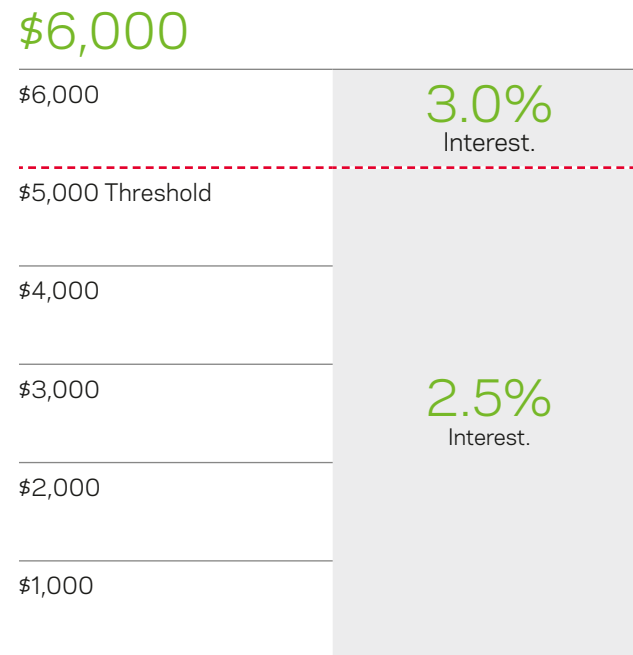 $6,000
$6,000
3.0%
Interest.
$5,000 Threshold
$4,000
$3,000
2.5%
Interest.
$2,000
$1,000